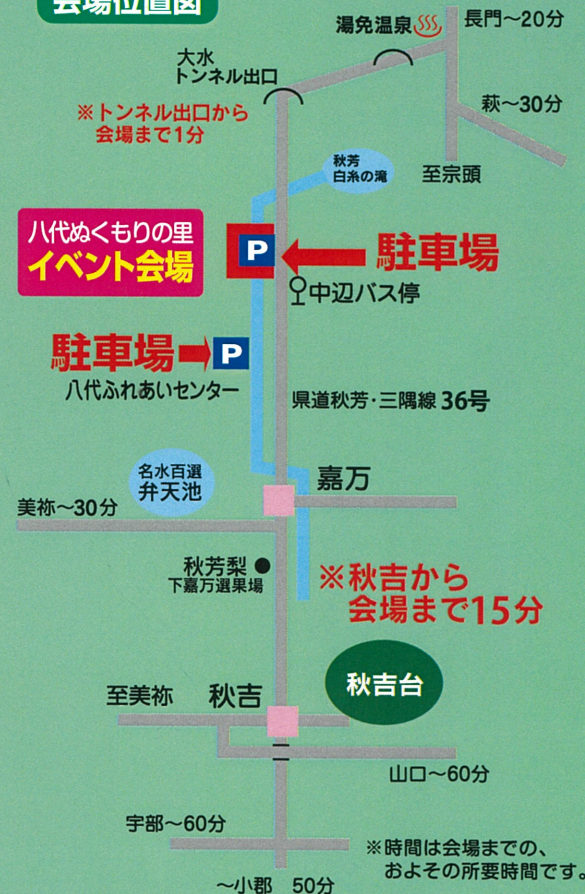 会場位置図
長門～20分
湯免温泉
大水
トンネル出口
※トンネル出口から
会場まで1分
萩～30分
秋芳
白糸の滝
至宗頭
八代ぬくもりの里
イベント会場
P
駐車場
中辺バス停
駐車場
P
八代ふれあいセンター
県道秋芳・三隅線 36号
名水百選
弁天池
嘉万
美祢～30分
秋芳梨
下嘉万選果場
※秋吉から
会場まで15分
秋吉台
至美祢
秋吉
山口～60分
宇部～60分
※時間は会場までの、
おおよその所要時間です。
～小郡 50分